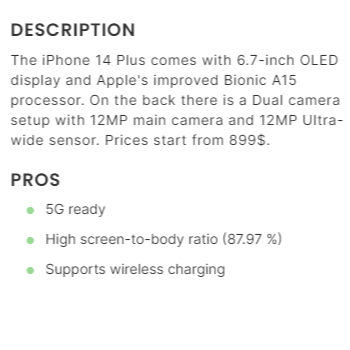 DESCRIPTION
The iPhone 14 Plus comes with 6.7-inch OLED
display and Apple's improved Bionic A15
processor. On the back there is a Dual camera
setup with 12MP main camera and 12MP Ultra-
wide sensor. Prices start from 899$.
PROS
5G ready
High screen-to-body ratio (87.97 %)
Supports wireless charging